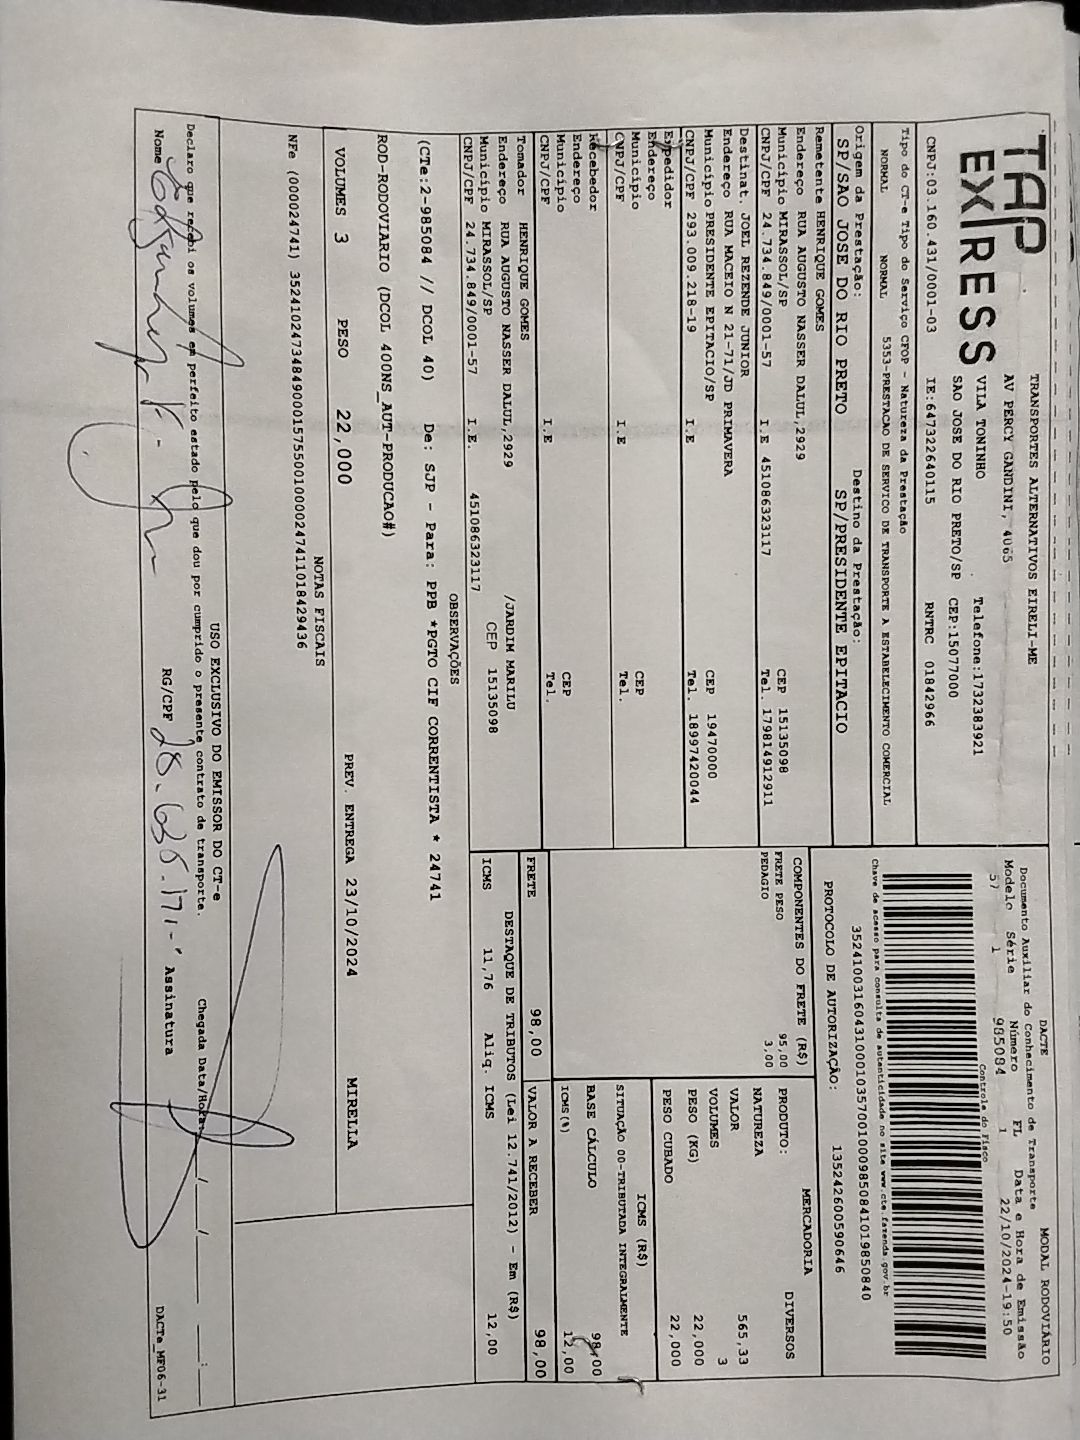 TAP
EXPRESS
TRANSPORTES ALTERNATIVOS EIRELI-ME
AV PERCY GANDINI, 4065
VILA TONINHO Telefone:1732383921
SAO JOSE DO RIO PRETO/SP CEP:15077000
CNPJ:03.160.431/0001-03 IE:647322640115 RNTRC 01842966
Tipo do CT-e Tipo do Serviço CFOP - Natureza da Prestação
NORMAL NORMAL 5353-PRESTACAO DE SERVICO DE TRANSPORTE A ESTABELECIMENTO COMERCIAL
Origem da Prestação: Destino da Prestação:
SP/SAO JOSE DO RIO PRETO SP/PRESIDENTE EPITACIO
DACTE MODAL RODOVIÁRIO
Documento Auxiliar do Conhecimento de Transporte
Modelo Série Número FL Data e Hora de Emissão
57 1 985084 1 22/10/2024-19:50
Controle do Fisco
Chave de acesso para consulta de autenticidade no site www.cte.fazenda.gov.br
35241003160431000103570010009850841019850840
PROTOCOLO DE AUTORIZAÇÃO: 135242600590646
Remetente HENRIQUE GOMES
Endereço RUA AUGUSTO NASSER DALUL,2929
Município MIRASSOL/SP CEP 15135098
CNPJ/CPF 24.734.849/0001-57 I.E 451086323117 Tel. 17981491291
Destinat. JOEL REZENDE JUNIOR
Endereço RUA MACEIO N 21-71/JD PRIMAVERA
Município PRESIDENTE EPITACIO/SP CEP 19470000
CNPJ/CPF 293.009.218-19 I.E Tel. 18997420044
Expedidor
Endereço
Município CEP
CNPJ/CPF I.E Tel.
Recebedor
Endereço
Município CEP
CNPJ/CPF I.E Tel.
Tomador HENRIQUE GOMES
Endereço RUA AUGUSTO NASSER DALUL,2929 /JARDIM MARILU
Município MIRASSOL/SP CEP 15135098
CNPJ/CPF 24.734.849/0001-57 I.E. 451086323117
COMPONENTES DO FRETE (R$)
FRETE PESO 95,00
PEDAGIO 3,00
MERCADORIA
PRODUTO: DIVERSOS
NATUREZA
VALOR 565,33
VOLUMES 3
PESO (KG) 22,000
PESO CUBADO 22,000
ICMS (R$)
SITUAÇÃO 00-TRIBUTADA INTEGRALMENTE
BASE CÁLCULO 98,00
ICMS(%) 12,00
FRETE 98,00 VALOR A RECEBER 98,00
DESTAQUE DE TRIBUTOS (Lei 12.741/2012) - Em (R$)
ICMS 11,76 Aliq. ICMS 12,00
OBSERVAÇÕES
(CTe:2-985084 // DCOL 40) De: SJP - Para: PPB *PGTO CIF CORRENTISTA * 24741
ROD-RODOVIARIO (DCOL 400NS_AUT-PRODUCAO#)
VOLUMES 3 PESO 22,000 PREV. ENTREGA 23/10/2024 MIRELLA
NOTAS FISCAIS
NFe (000024741) 35241024734849000157550010000247411018429436
USO EXCLUSIVO DO EMISSOR DO CT-e
Declaro que recebi os volumes em perfeito estado pelo que dou por cumprido o presente contrato de transporte. Chegada Data/Hora: ___/___/___ ___:___
Nome RG/CPF Assinatura
DACTe_MF06-31